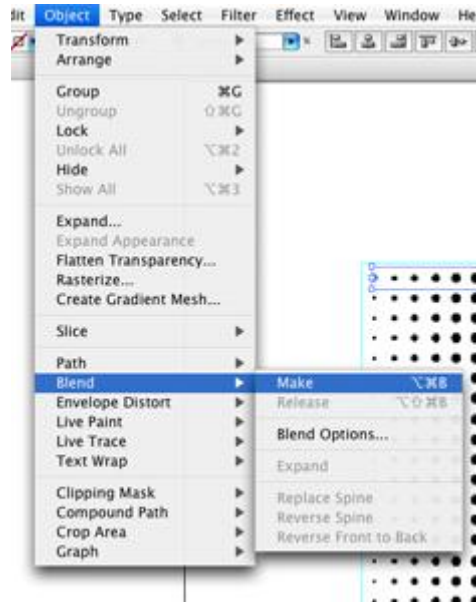 dit Object Type Select Filter Effect View Window He
Transform
Arrange
Group ⌘G
Ungroup ⇧⌘G
Lock
Unlock All ⌥⌘2
Hide
Show All ⌥⌘3
Expand...
Expand Appearance
Flatten Transparency...
Rasterize...
Create Gradient Mesh...
Slice
Path
Blend
Make ⌥⌘B
Envelope Distort
Release ⌥⇧⌘B
Live Paint
Live Trace
Blend Options...
Text Wrap
Expand
Clipping Mask
Replace Spine
Compound Path
Reverse Spine
Crop Area
Reverse Front to Back
Graph